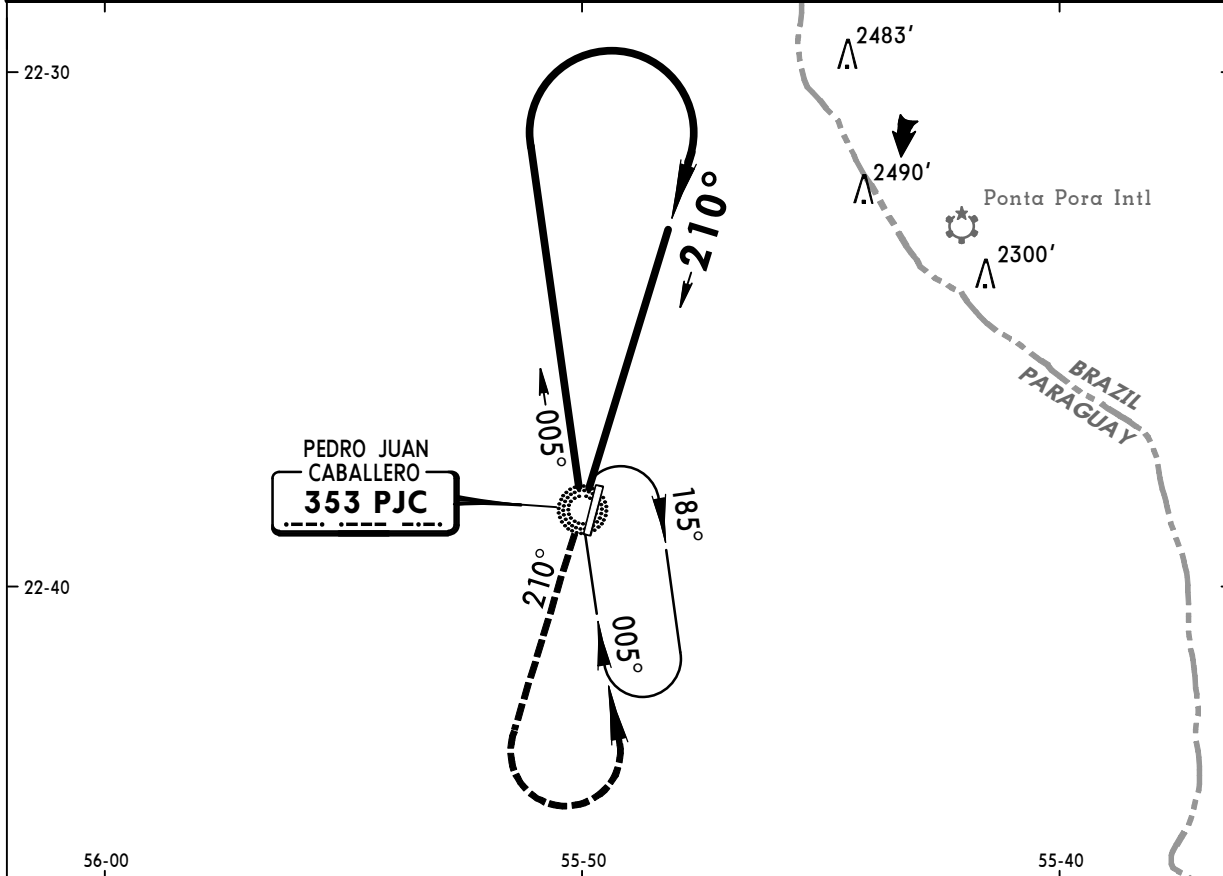 2483'
22-30
2490'
210°
Ponta Pora Intl
2300'
BRAZIL
PARAGUAY
005°
PEDRO JUAN
CABALLERO
353 PJC
185°
210°
22-40
005°
56-00
55-50
55-40